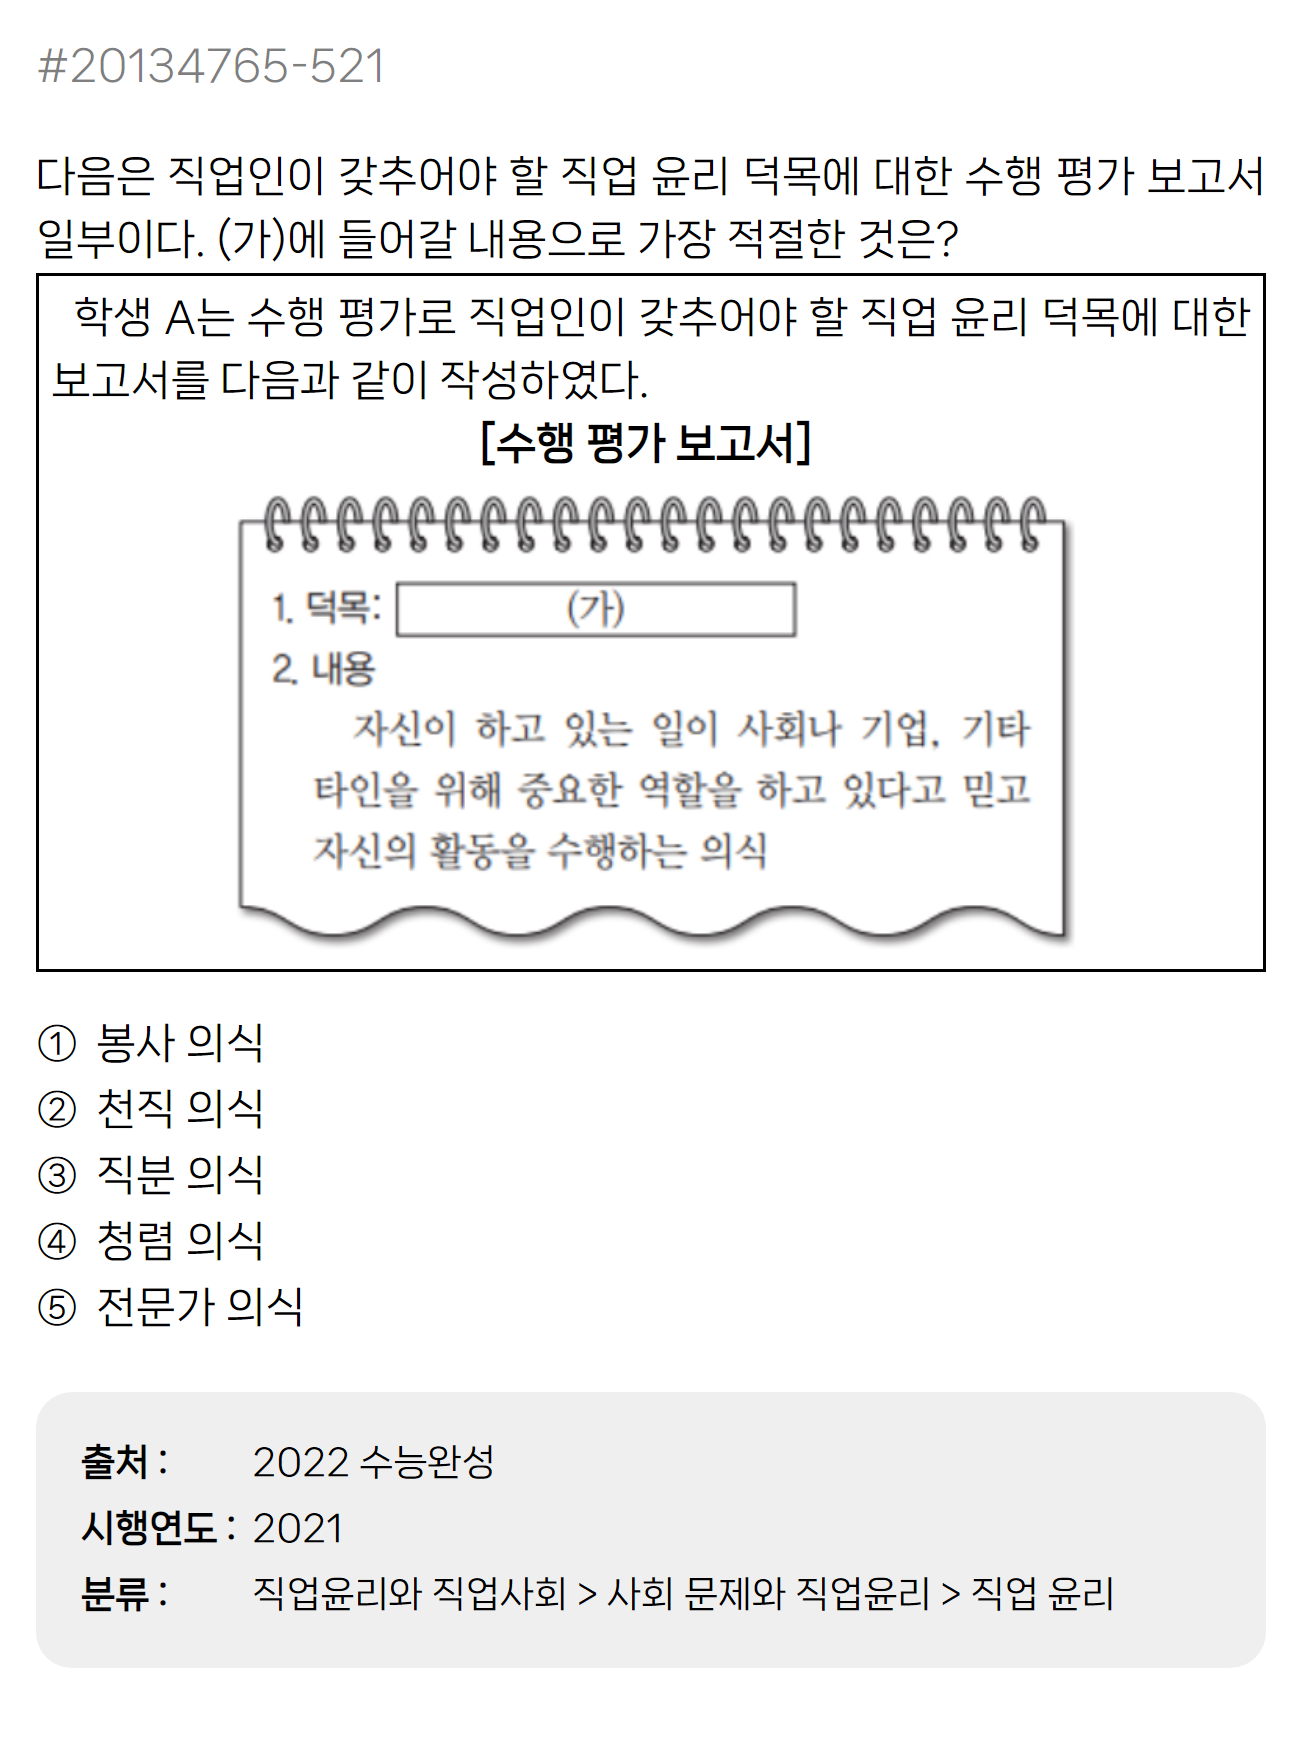 #20134765-521
다음은 직업인이 갖추어야 할 직업 윤리 덕목에 대한 수행 평가 보고서
일부이다. (가)에 들어갈 내용으로 가장 적절한 것은?
학생 A는 수행 평가로 직업인이 갖추어야 할 직업 윤리 덕목에 대한
보고서를 다음과 같이 작성하였다.
[수행 평가 보고서]
1. 덕목: (가)
2. 내용
자신이 하고 있는 일이 사회나 기업, 기타
타인을 위해 중요한 역할을 하고 있다고 믿고
자신의 활동을 수행하는 의식
① 봉사 의식
② 천직 의식
③ 직분 의식
④ 청렴 의식
⑤ 전문가 의식
출처 : 2022 수능완성
시행연도 : 2021
분류 : 직업윤리와 직업사회 > 사회 문제와 직업윤리 > 직업 윤리